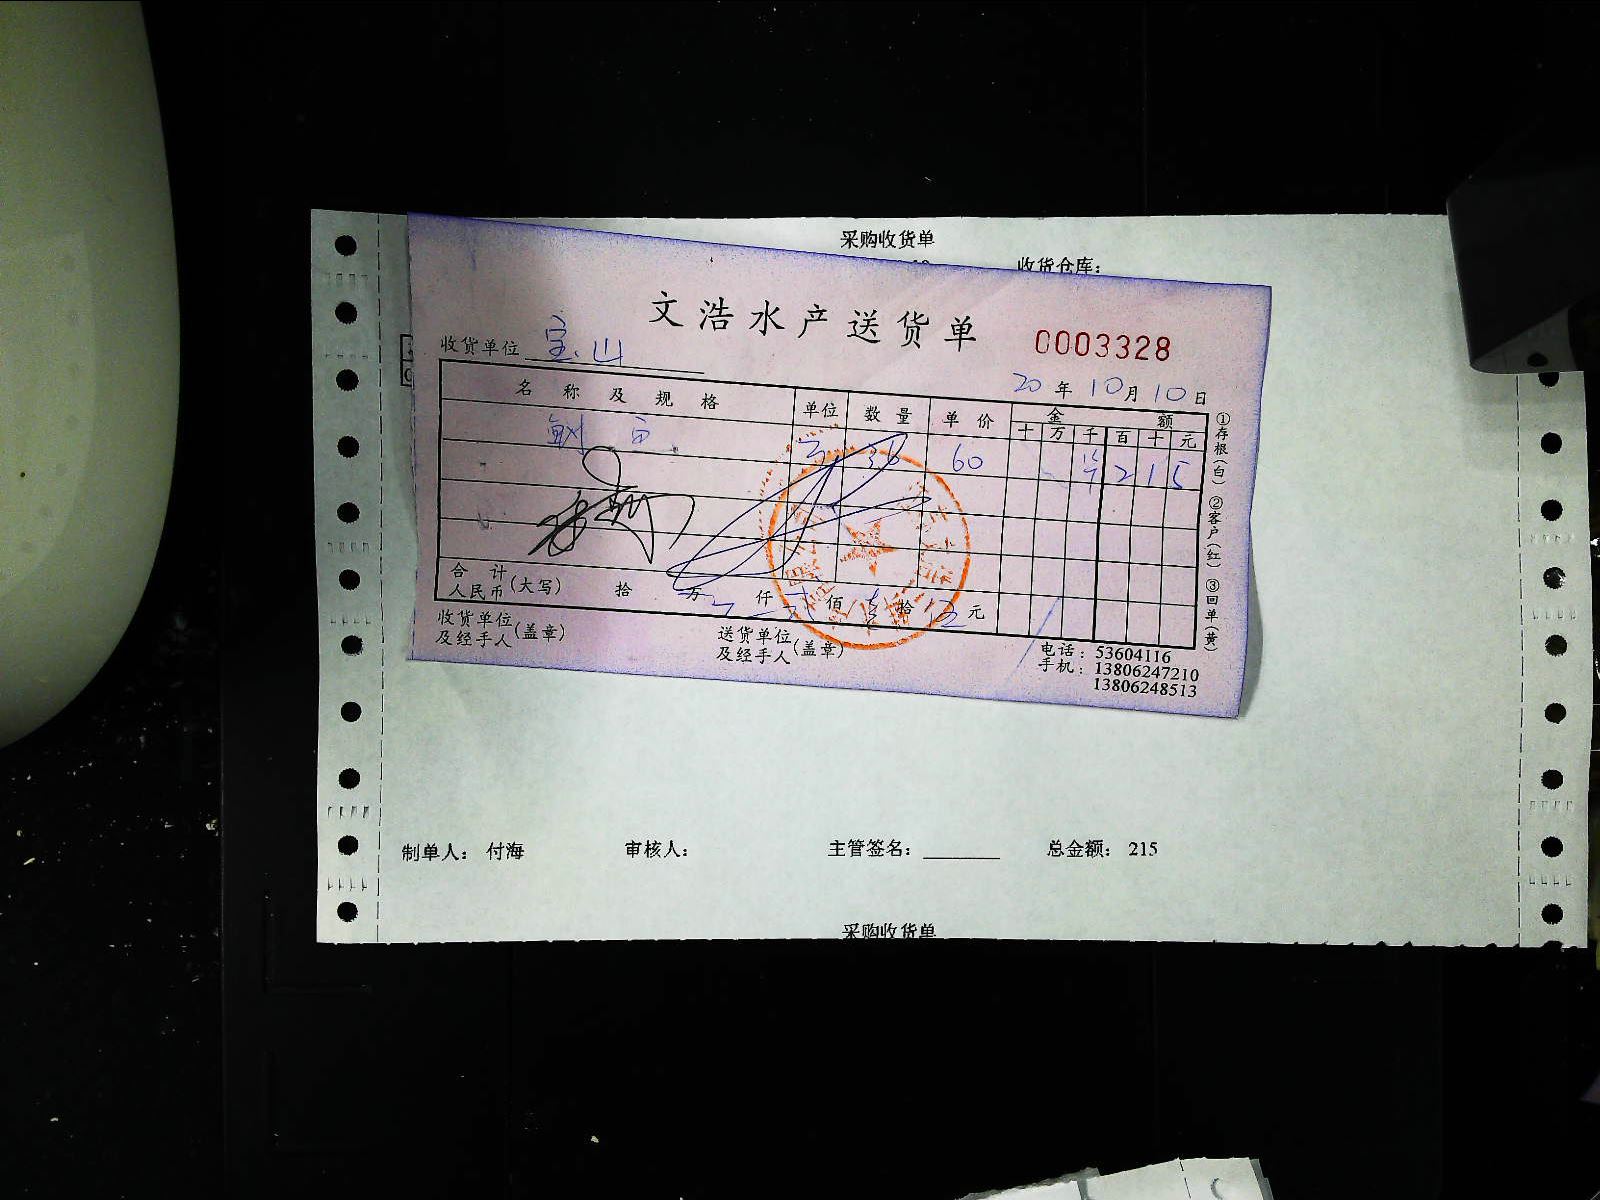 采购收货单
收货仓库：
文浩水产送货单
0003328
收货单位 宝山
20年10月10日
名称及规格 单位 数量 单价 金额
十 万 千 百 十 元
36 60 215
合计
人民币(大写) 拾 万 仟 佰 拾 元
①存根(白) ②客户(红) ③回单(黄)
收货单位
及经手人(盖章)
送货单位
及经手人(盖章)
电话：53604116
手机：13806247210
13806248513
制单人： 付海 审核人： 主管签名： 总金额： 215
采购收货单